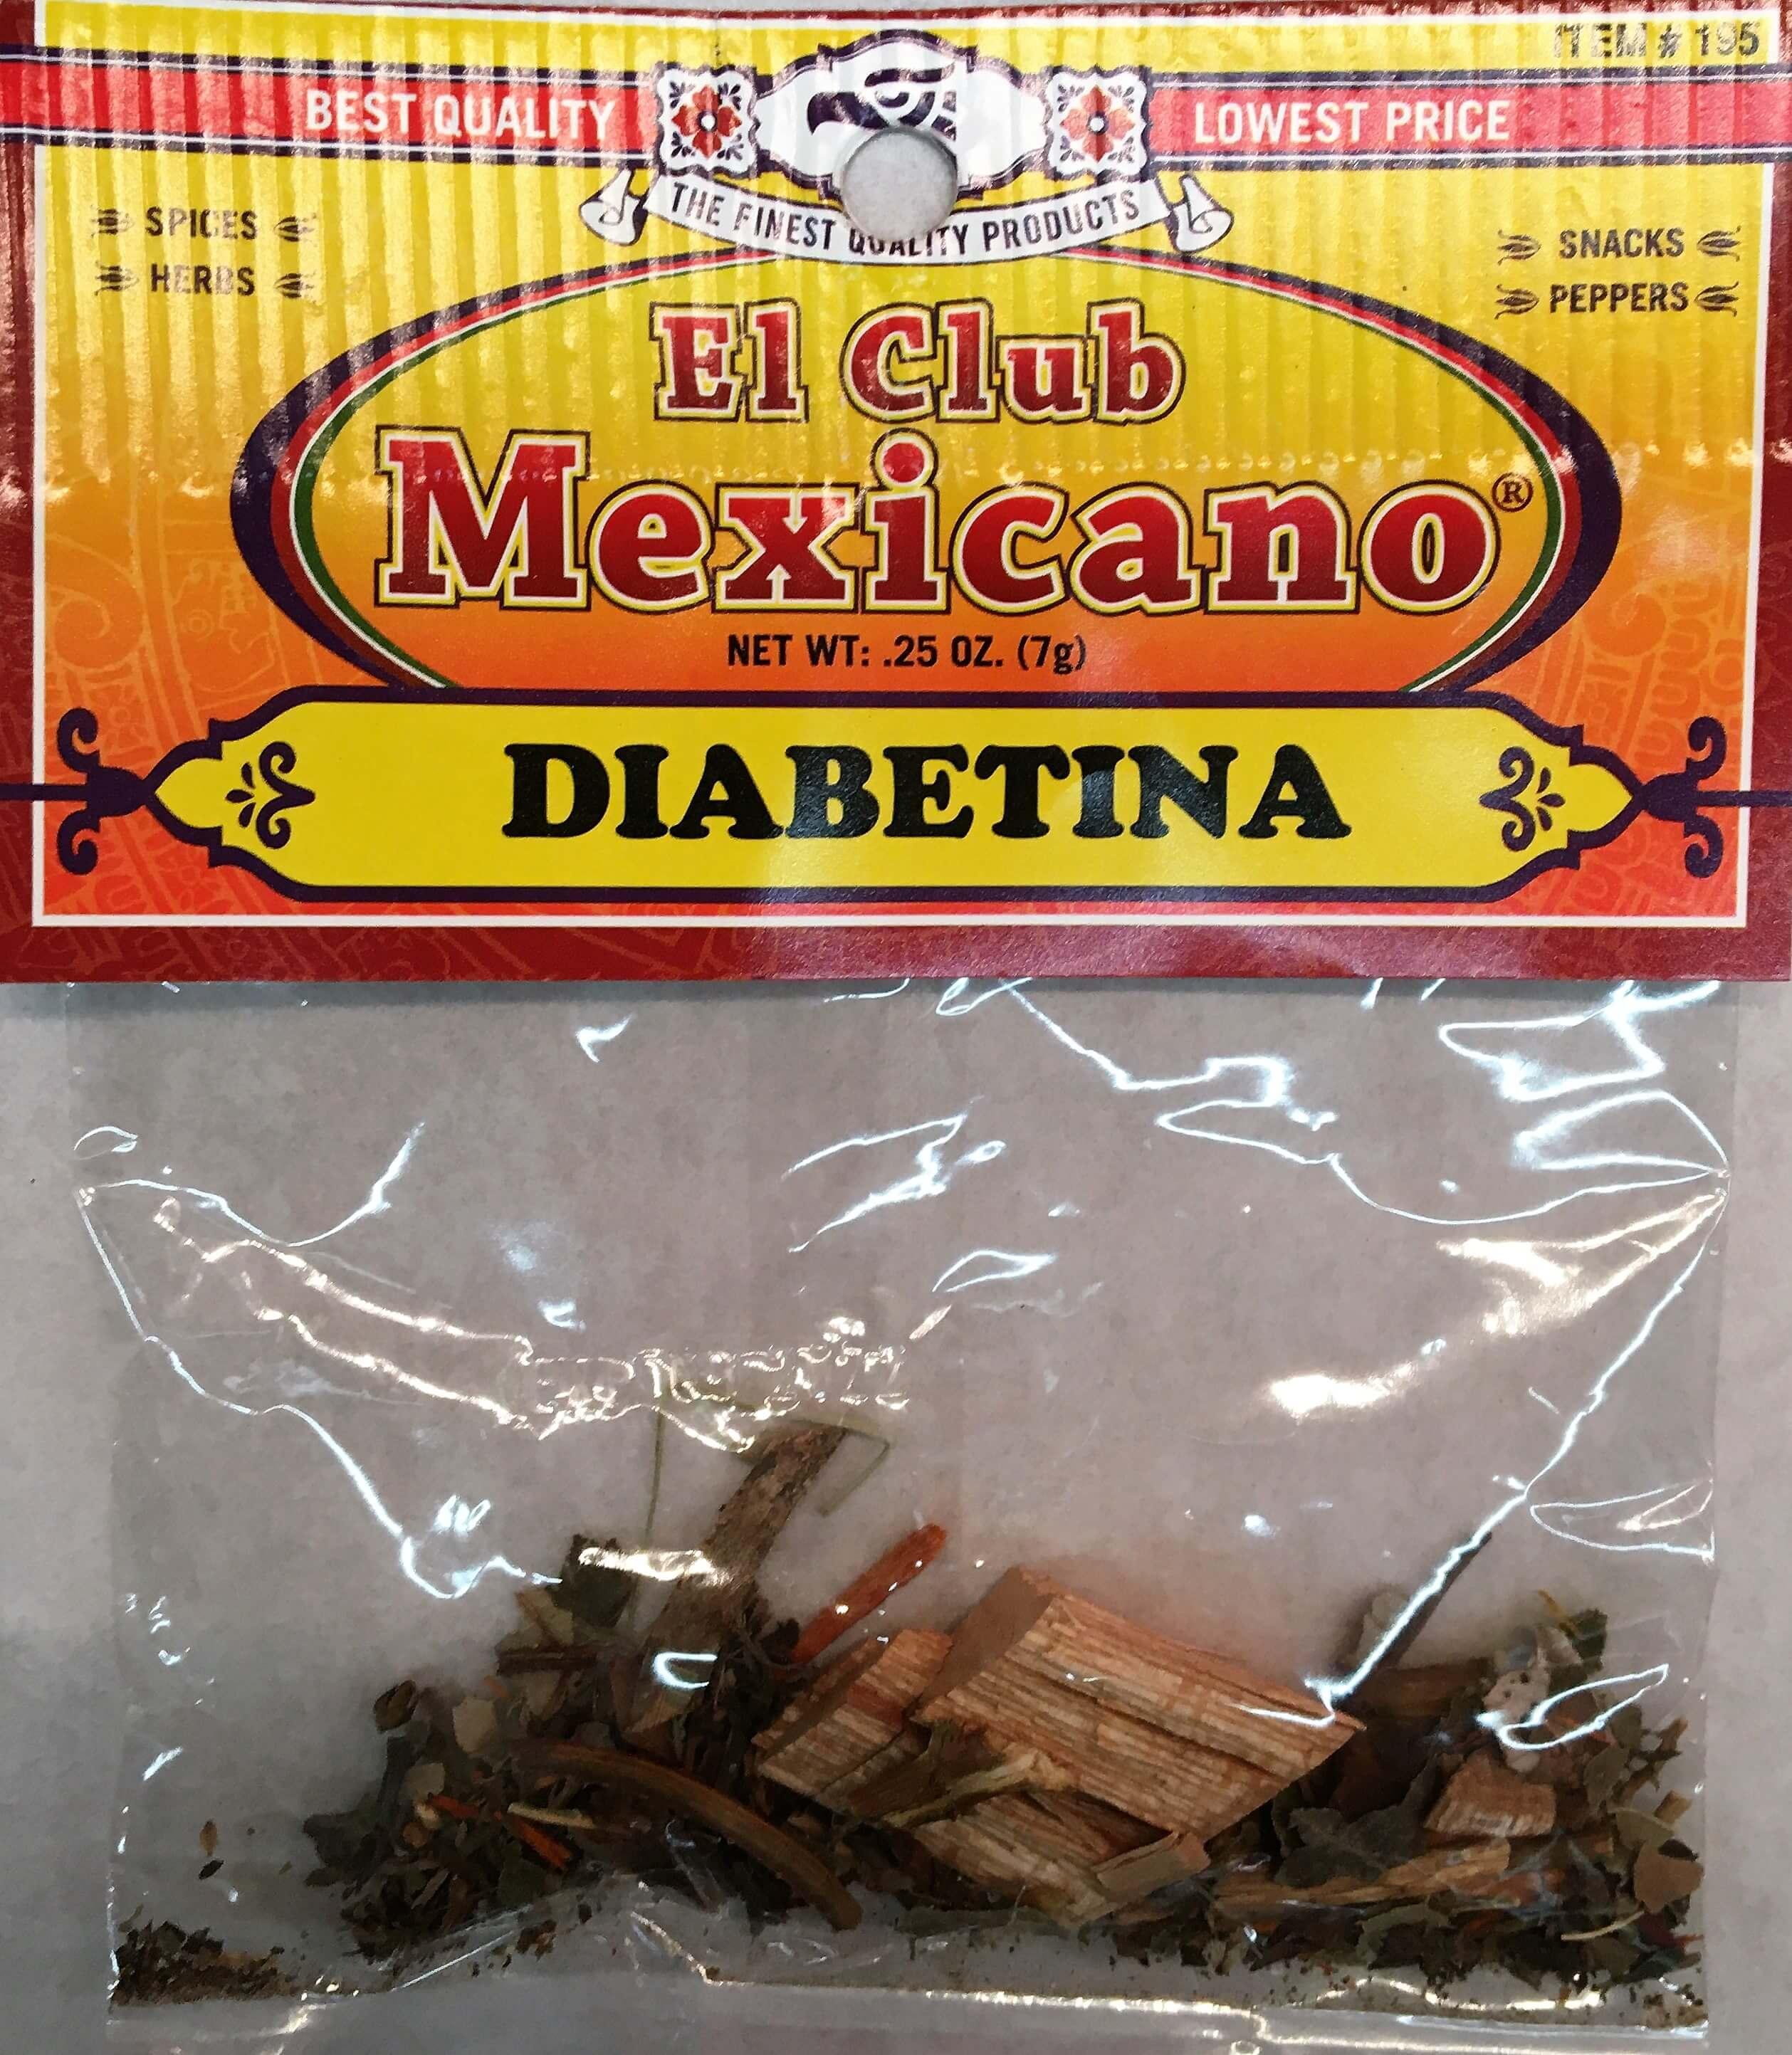 ITEM # 195
BEST QUALITY
LOWEST PRICE
THE FINEST QUALITY PRODUCTS
SPICES
HERBS
SNACKS
PEPPERS
El Club
Mexicano®
NET WT: .25 OZ. (7g)
DIABETINA